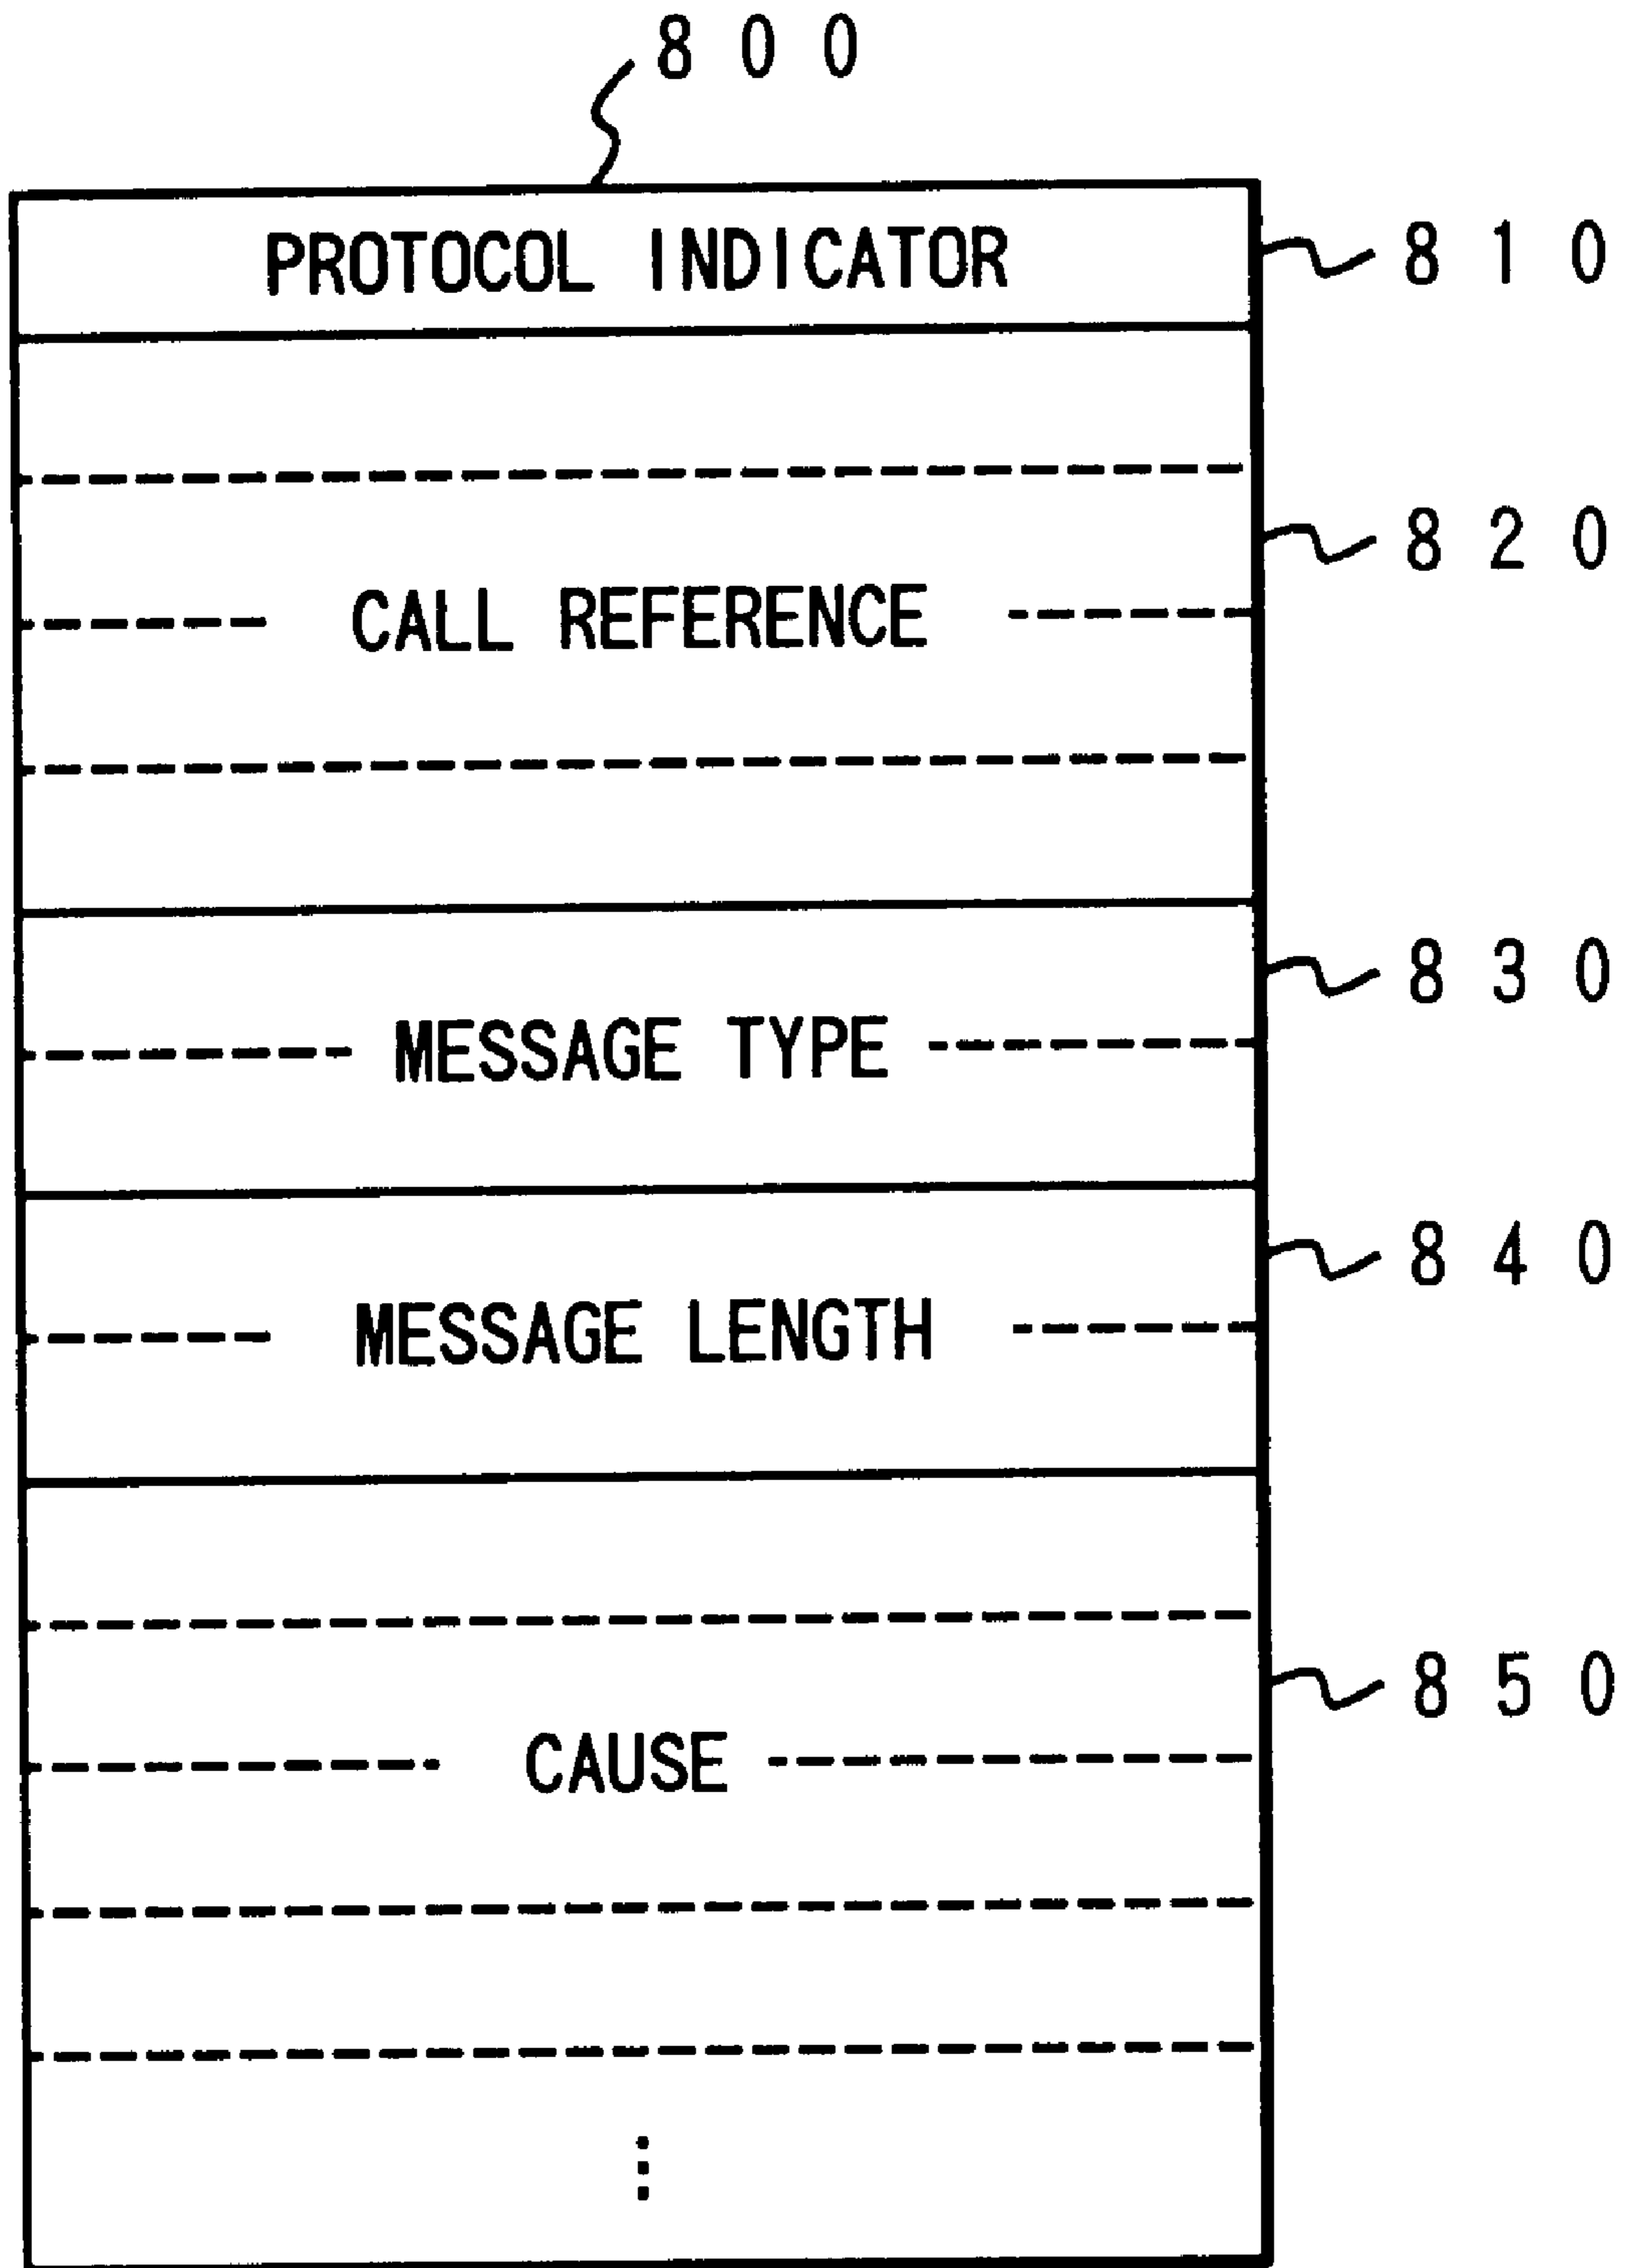 800
PROTOCOL INDICATOR
810
820
CALL REFERENCE
830
MESSAGE TYPE
840
MESSAGE LENGTH
850
CAUSE
⋮